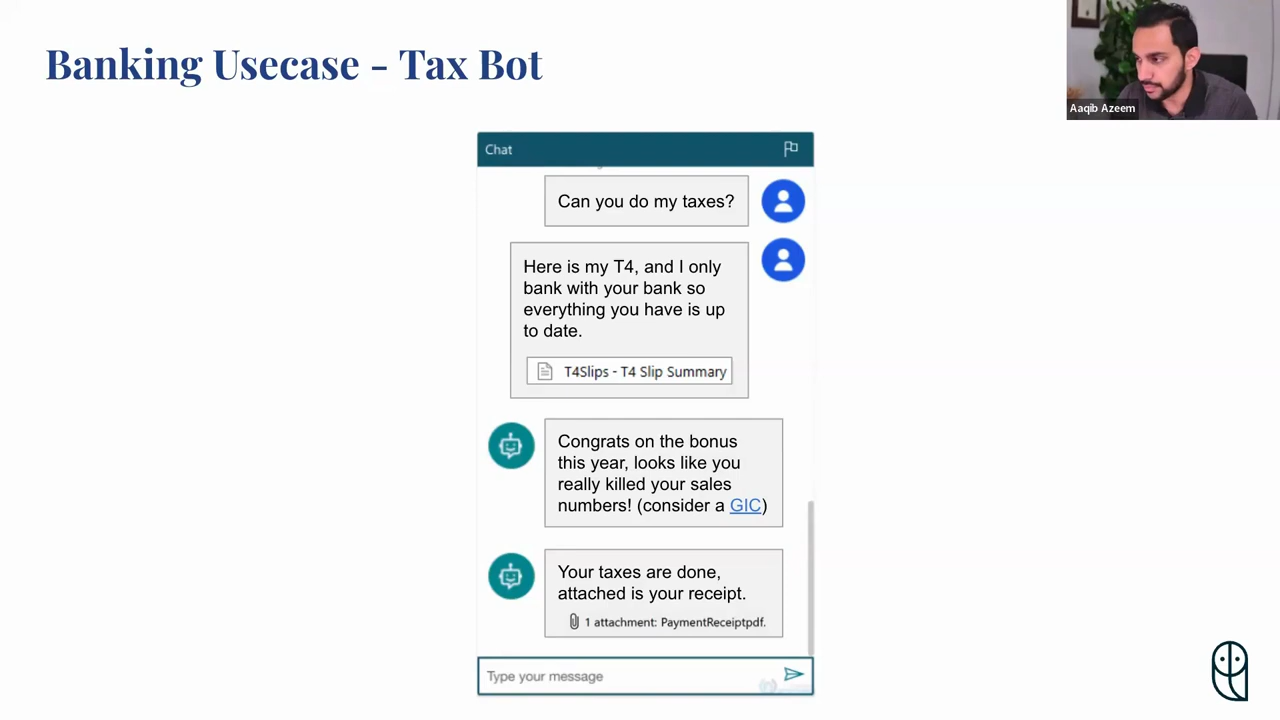 Banking Usecase - Tax Bot
Aaqib Azeem
Chat
Can you do my taxes?
Here is my T4, and I only
bank with your bank so
everything you have is up
to date.
T4Slips - T4 Slip Summary
Congrats on the bonus
this year, looks like you
really killed your sales
numbers! (consider a GIC)
Your taxes are done,
attached is your receipt.
1 attachment: PaymentReceiptpdf.
Type your message